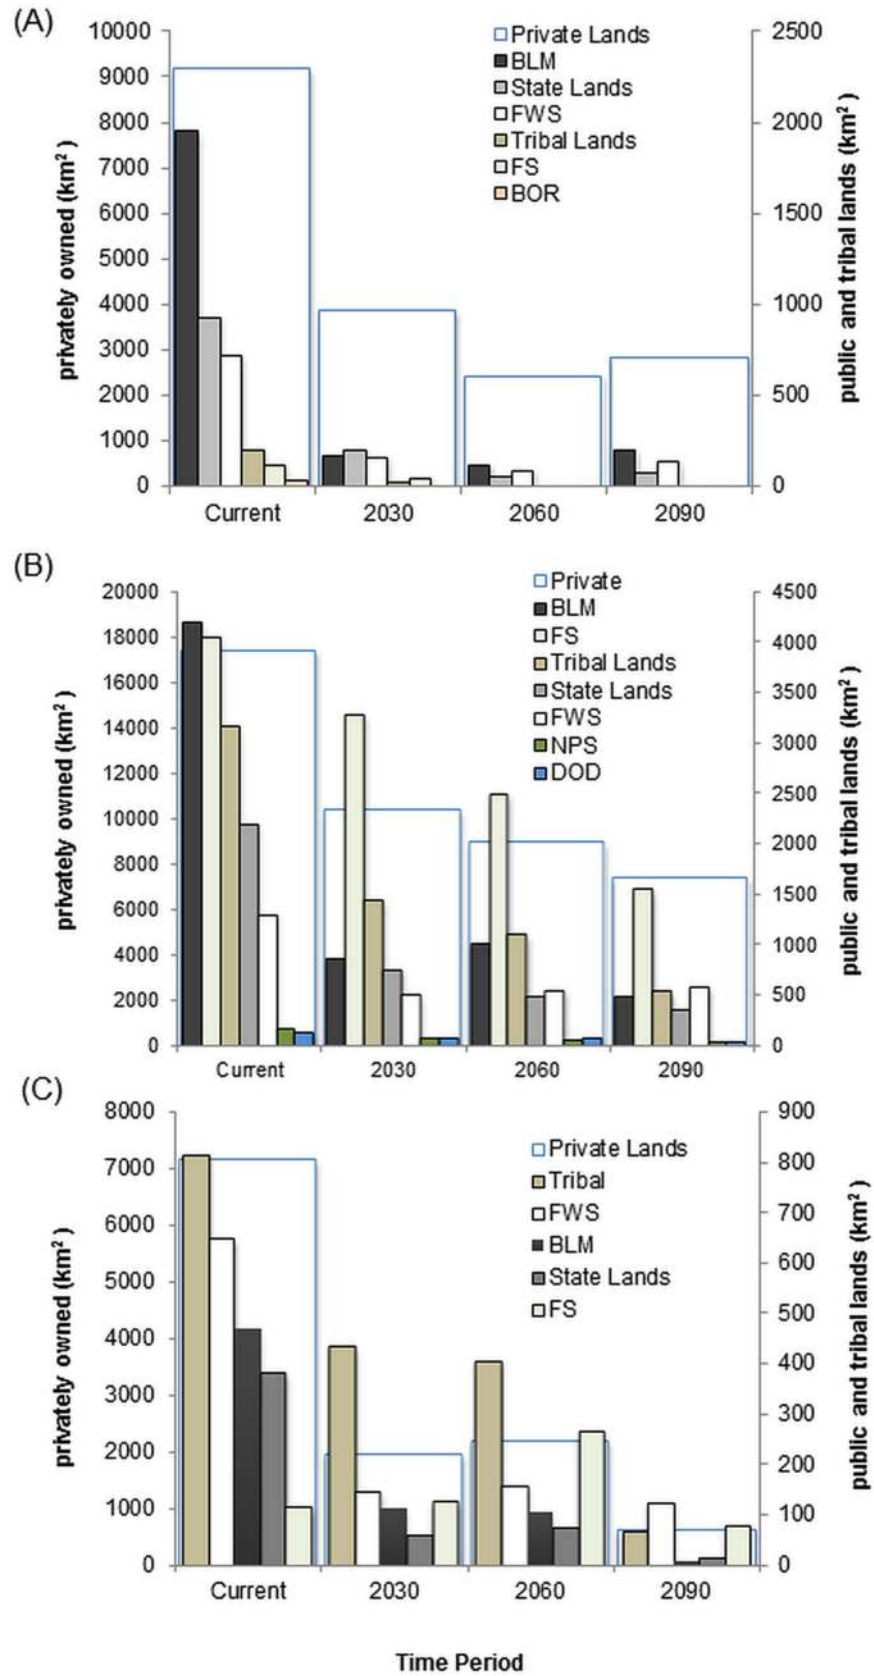 (A)
privately owned (km²)
10000
9000
8000
7000
6000
5000
4000
3000
2000
1000
0
Private Lands
BLM
State Lands
FWS
Tribal Lands
FS
BOR
2500
2000
1500
1000
500
0
public and tribal lands (km²)
Current 2030 2060 2090
(B)
privately owned (km²)
20000
18000
16000
14000
12000
10000
8000
6000
4000
2000
0
Private
BLM
FS
Tribal Lands
State Lands
FWS
NPS
DOD
4500
4000
3500
3000
2500
2000
1500
1000
500
0
public and tribal lands (km²)
Current 2030 2060 2090
(C)
privately owned (km²)
8000
7000
6000
5000
4000
3000
2000
1000
0
Private Lands
Tribal
FWS
BLM
State Lands
FS
900
800
700
600
500
400
300
200
100
0
public and tribal lands (km²)
Current 2030 2060 2090
Time Period